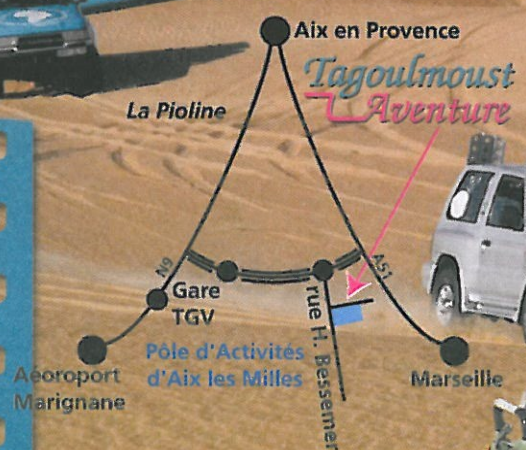 Aix en Provence
Tagoulmoust
Aventure
La Pioline
N9
A51
Gare
TGV
rue H. Bessemer
Pôle d'Activités
d'Aix les Milles
Aéoroport
Marignane
Marseille